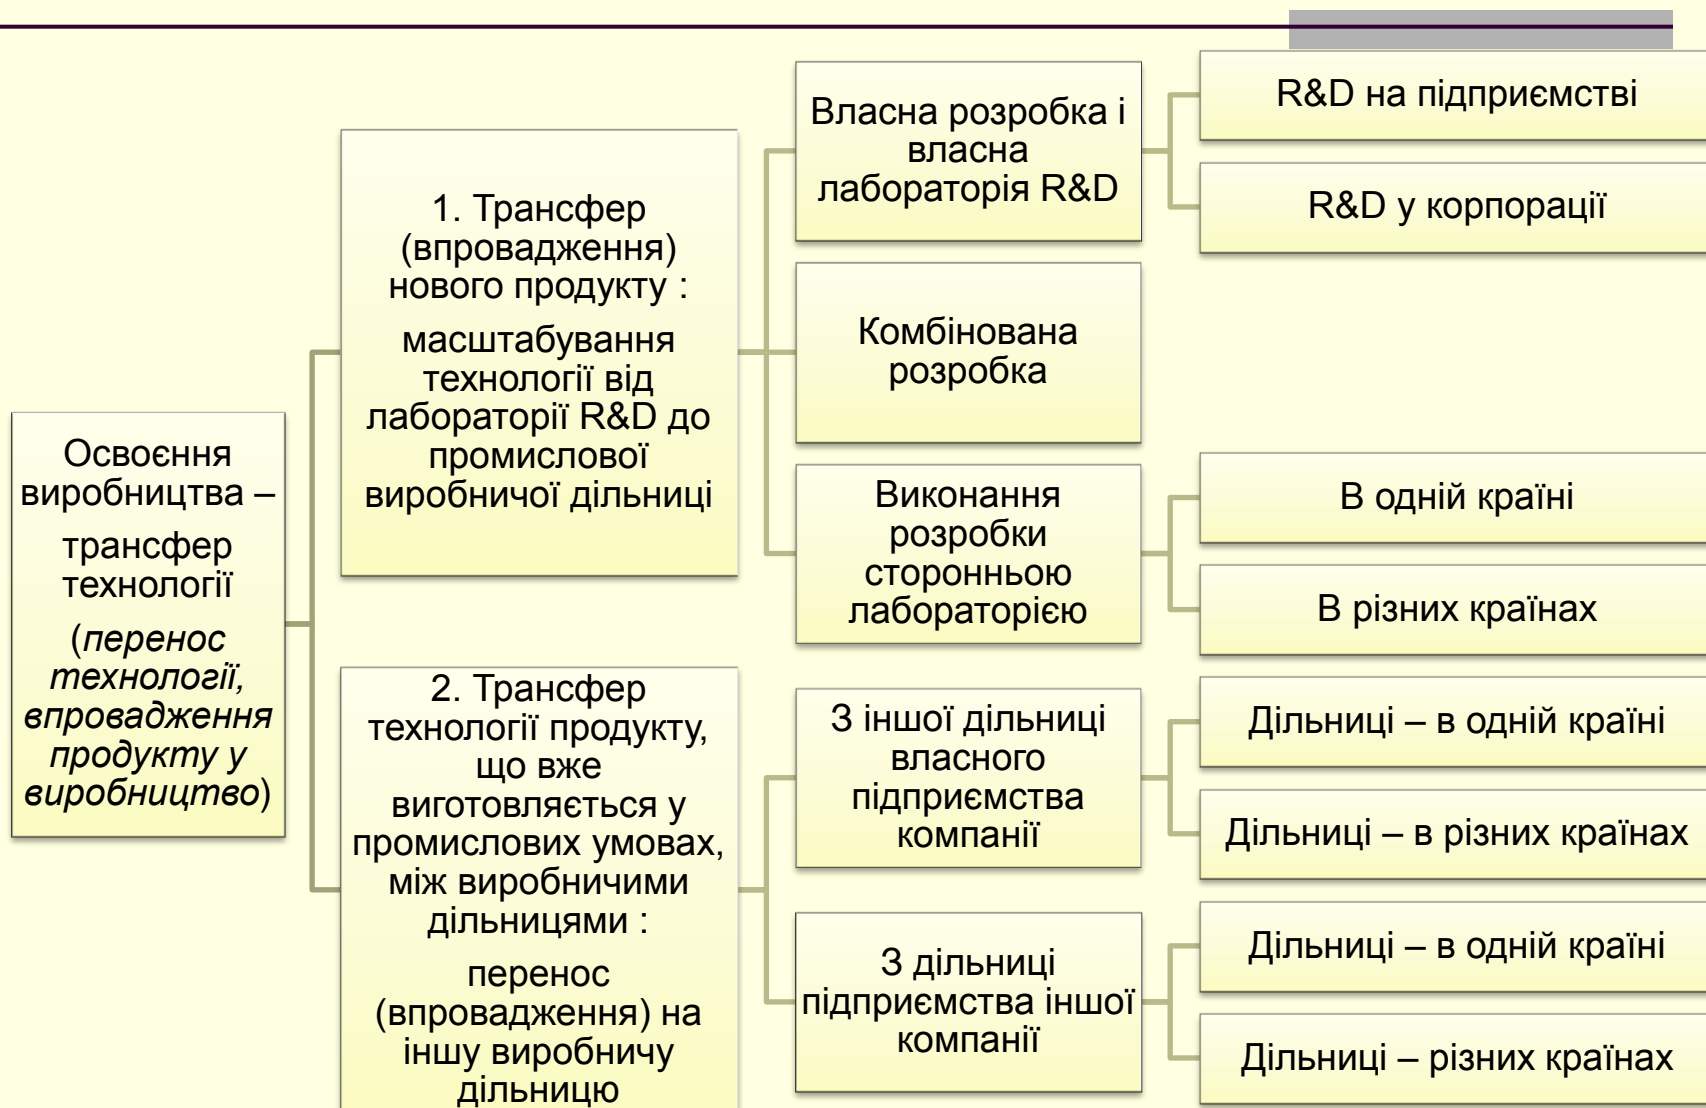 Освоєння
виробництва –
трансфер
технології
(перенос
технології,
впровадження
продукту у
виробництво)
1. Трансфер
(впровадження)
нового продукту :
масштабування
технології від
лабораторії R&D до
промислової
виробничої дільниці
Власна розробка і
власна
лабораторія R&D
R&D на підприємстві
R&D у корпорації
Комбінована
розробка
Виконання
розробки
сторонньою
лабораторією
В одній країні
В різних країнах
2. Трансфер
технології продукту,
що вже
виготовляється у
промислових умовах,
між виробничими
дільницями :
перенос
(впровадження) на
іншу виробничу
дільницю
З іншої дільниці
власного
підприємства
компанії
Дільниці – в одній країні
Дільниці – в різних країнах
З дільниці
підприємства іншої
компанії
Дільниці – в одній країні
Дільниці – різних країнах